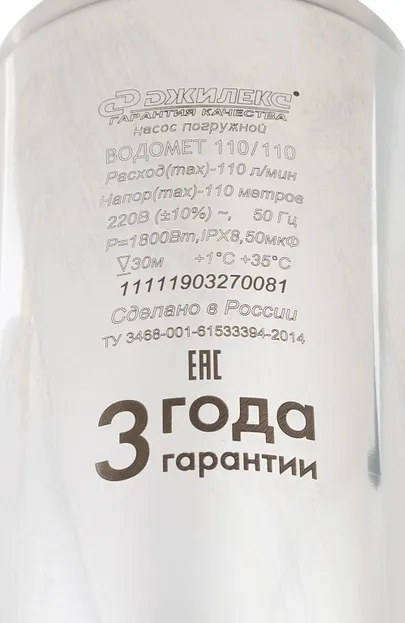 ДЖИЛЕКС
ГАРАНТИЯ КАЧЕСТВА
насос погружной
ВОДОМЕТ 110/110
Расход(max)-110 л/мин
Напор(max)-110 метров
220В (±10%) ~, 50 Гц
P=1800Вт, IPX8, 50мкФ
▽30м +1°C +35°C
11111903270081
Сделано в России
ТУ 3468-001-61533394-2014
EAC
3 года
гарантии